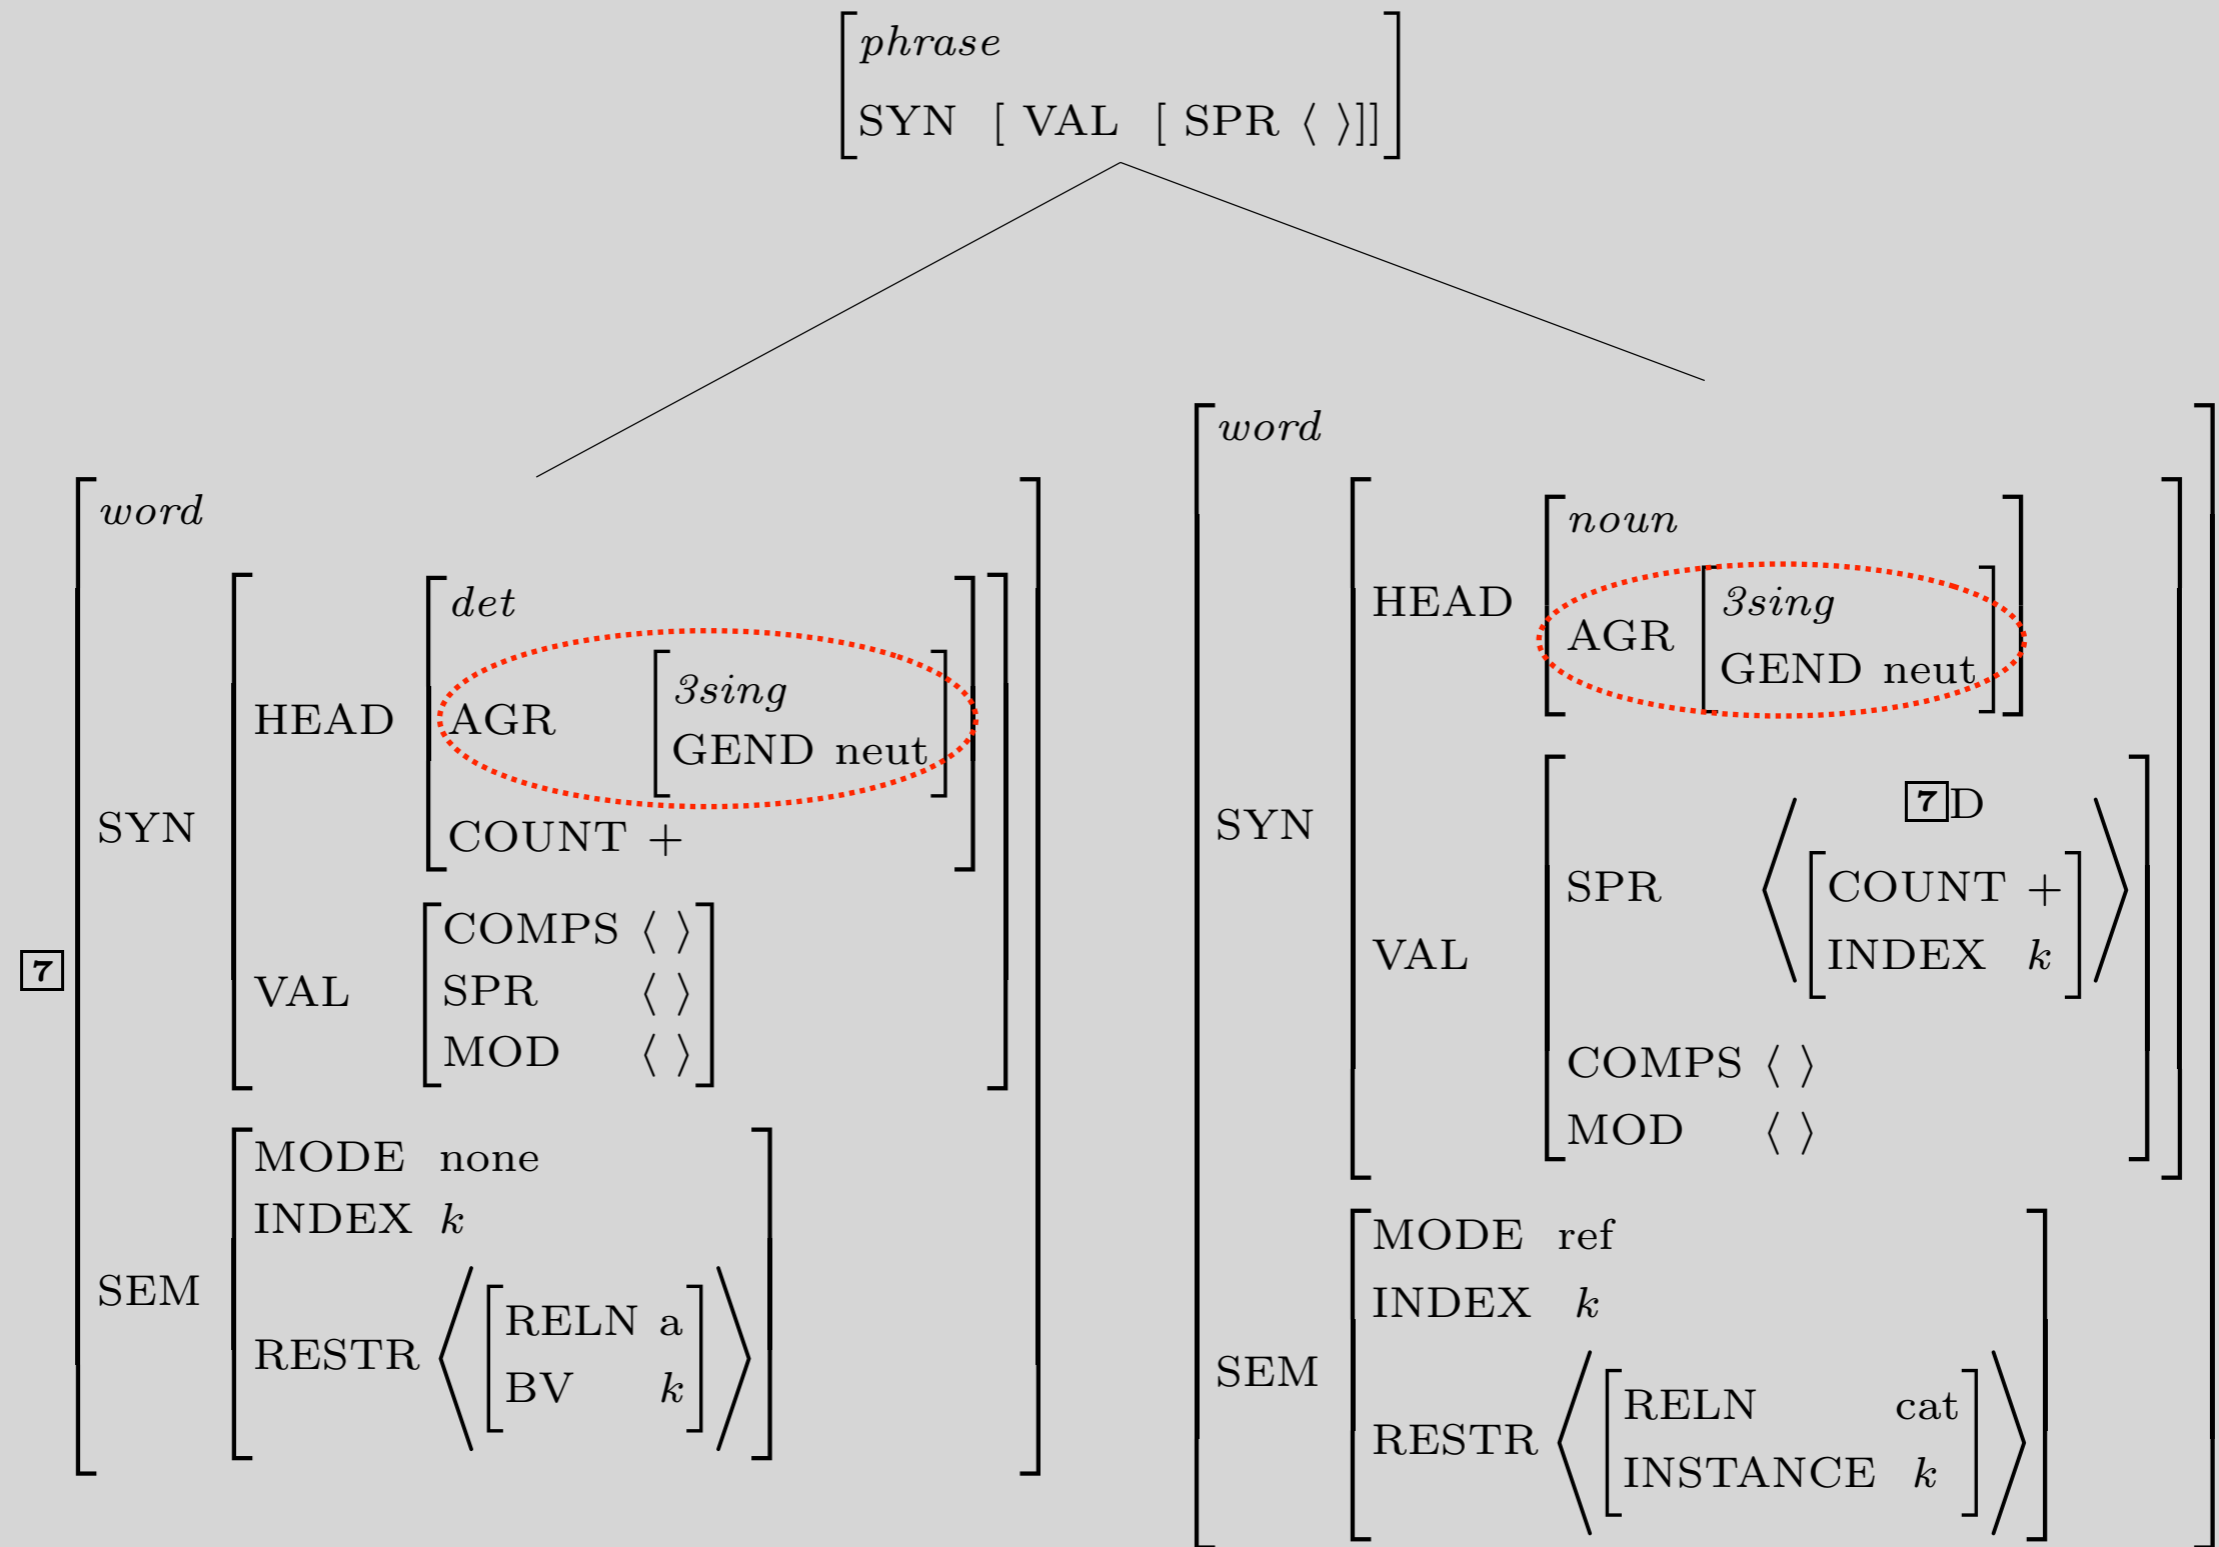 phrase
SYN [ VAL [ SPR ⟨ ⟩]]
word
SYN
HEAD
det
AGR
3sing
GEND neut
COUNT +
VAL
COMPS ⟨ ⟩
SPR ⟨ ⟩
MOD ⟨ ⟩
7
SEM
MODE none
INDEX k
RESTR
RELN a
BV k
word
SYN
HEAD
noun
AGR
3sing
GEND neut
VAL
SPR
7 D
COUNT +
INDEX k
COMPS ⟨ ⟩
MOD ⟨ ⟩
SEM
MODE ref
INDEX k
RESTR
RELN cat
INSTANCE k